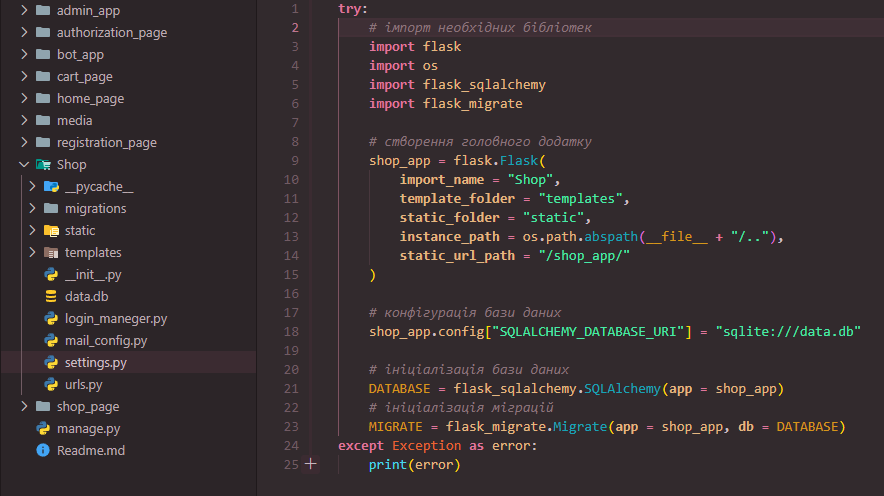 admin_app
authorization_page
bot_app
cart_page
home_page
media
registration_page
Shop
__pycache__
migrations
static
templates
__init__.py
data.db
login_maneger.py
mail_config.py
settings.py
urls.py
shop_page
manage.py
Readme.md
1 try:
2 # імпорт необхідних бібліотек
3 import flask
4 import os
5 import flask_sqlalchemy
6 import flask_migrate
7
8 # створення головного додатку
9 shop_app = flask.Flask(
10 import_name = "Shop",
11 template_folder = "templates",
12 static_folder = "static",
13 instance_path = os.path.abspath(__file__ + "/.."),
14 static_url_path = "/shop_app/"
15 )
16
17 # конфігурація бази даних
18 shop_app.config["SQLALCHEMY_DATABASE_URI"] = "sqlite:///data.db"
19
20 # ініціалізація бази даних
21 DATABASE = flask_sqlalchemy.SQLAlchemy(app = shop_app)
22 # ініціалізація міграцій
23 MIGRATE = flask_migrate.Migrate(app = shop_app, db = DATABASE)
24 except Exception as error:
25 print(error)